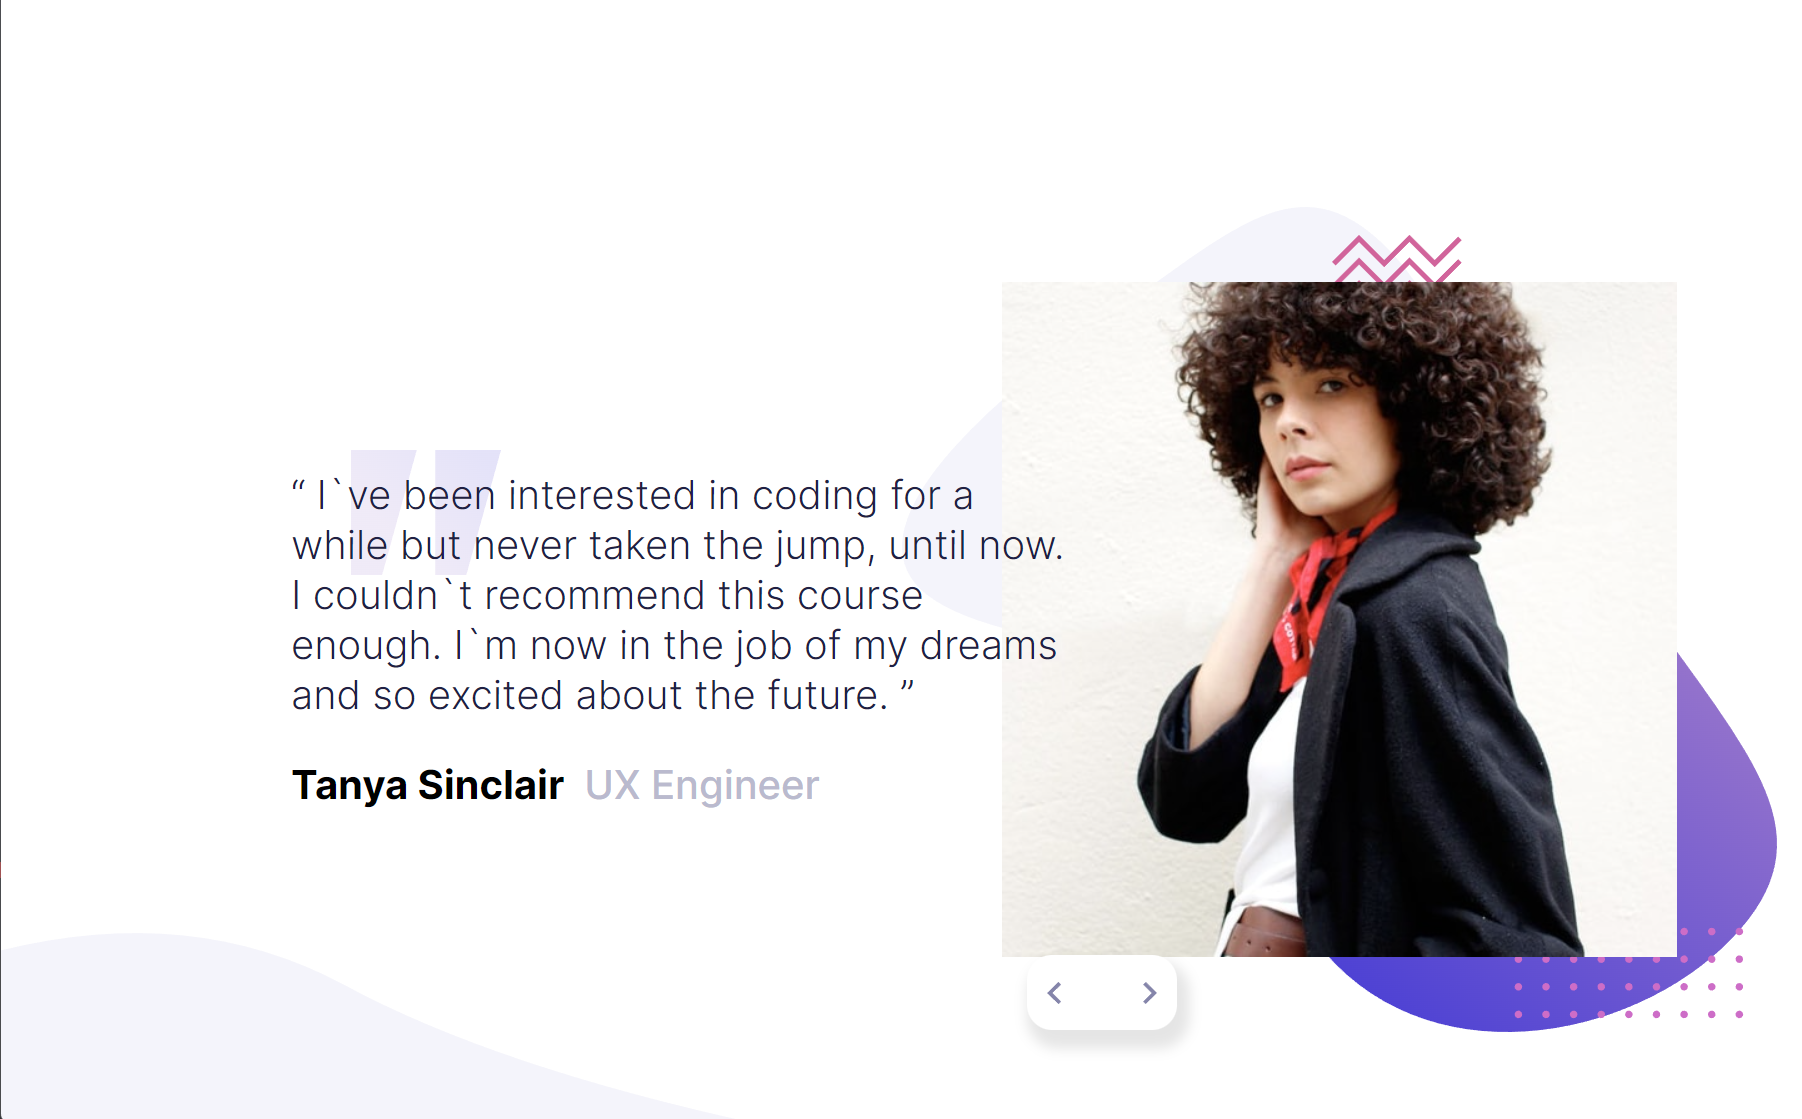 “ I`ve been interested in coding for a
while but never taken the jump, until now.
I couldn`t recommend this course
enough. I`m now in the job of my dreams
and so excited about the future. ”
Tanya Sinclair UX Engineer